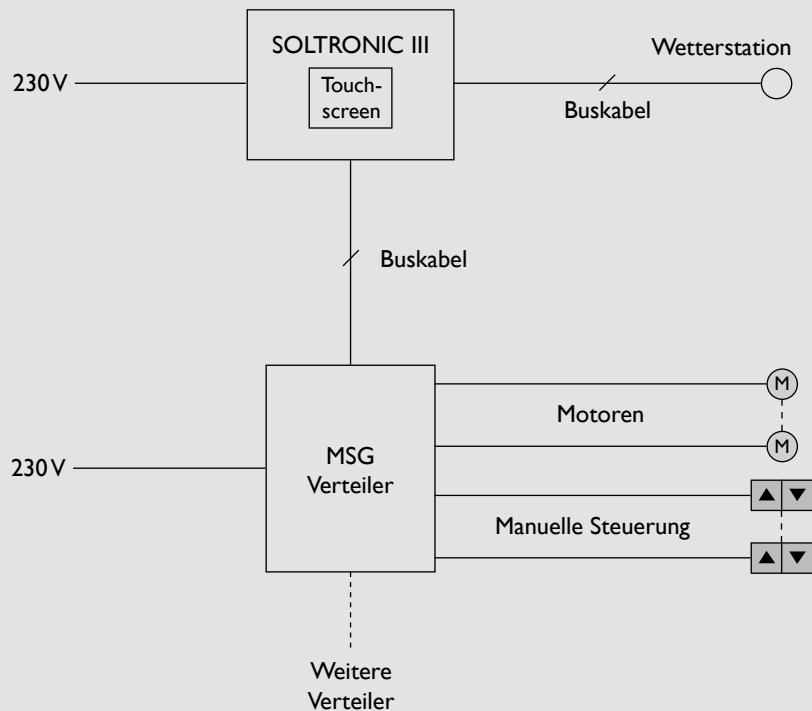 SOLTRONIC III
Wetterstation
230 V
Touch-
screen
Buskabel
Buskabel
M
Motoren
M
230 V
MSG
Verteiler
Manuelle Steuerung
Weitere
Verteiler